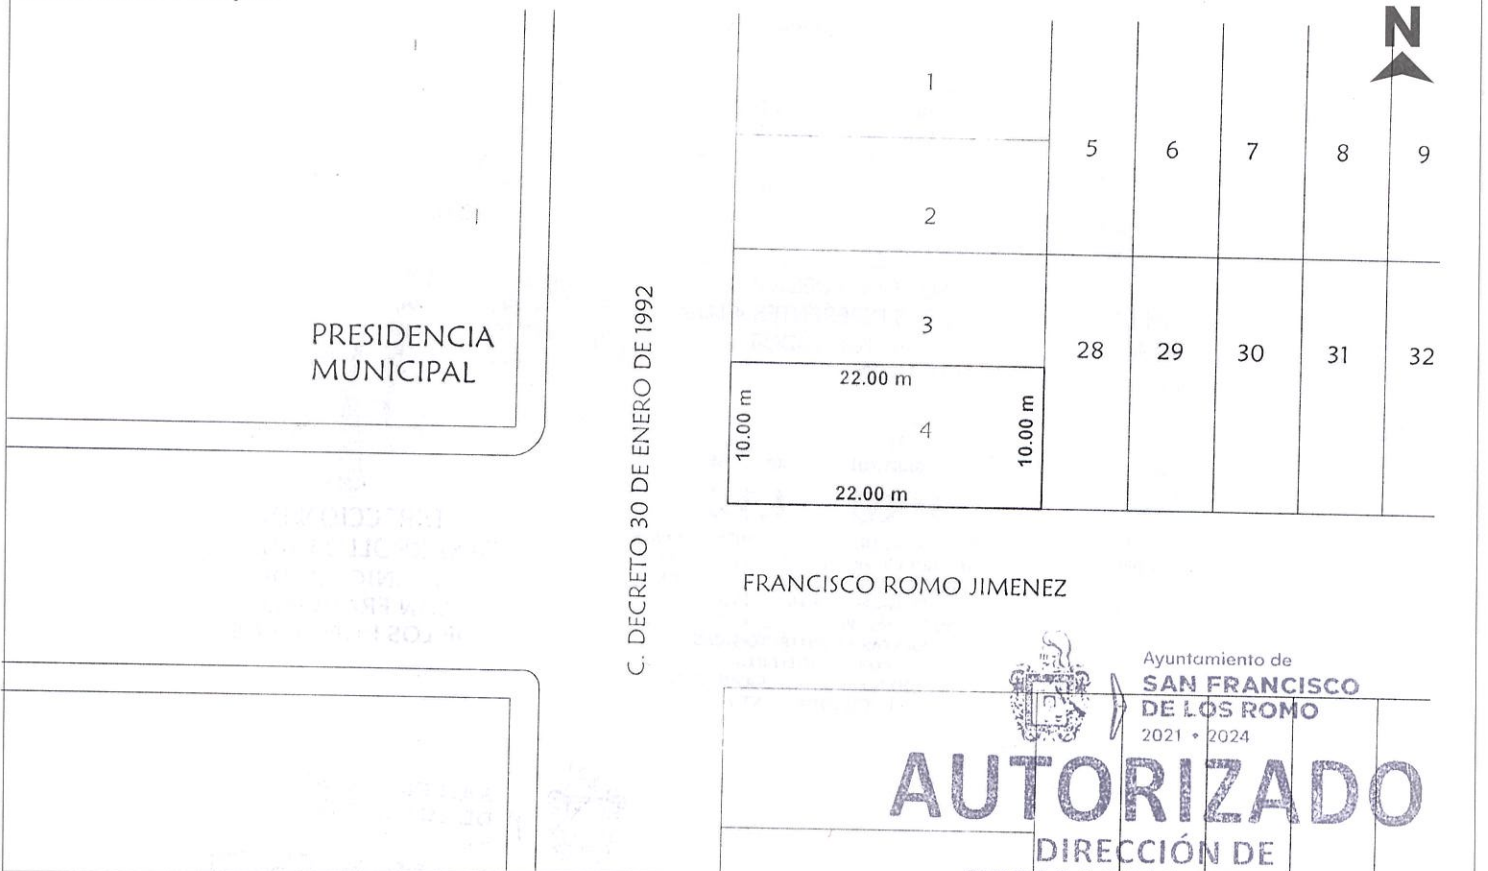 N
1
5
6
7
8
9
2
PRESIDENCIA
MUNICIPAL
C. DECRETO 30 DE ENERO DE 1992
3
28
29
30
31
32
22.00 m
10.00 m
4
10.00 m
22.00 m
FRANCISCO ROMO JIMENEZ
Ayuntamiento de
SAN FRANCISCO
DE LOS ROMO
2021 • 2024
AUTORIZADO
DIRECCIÓN DE